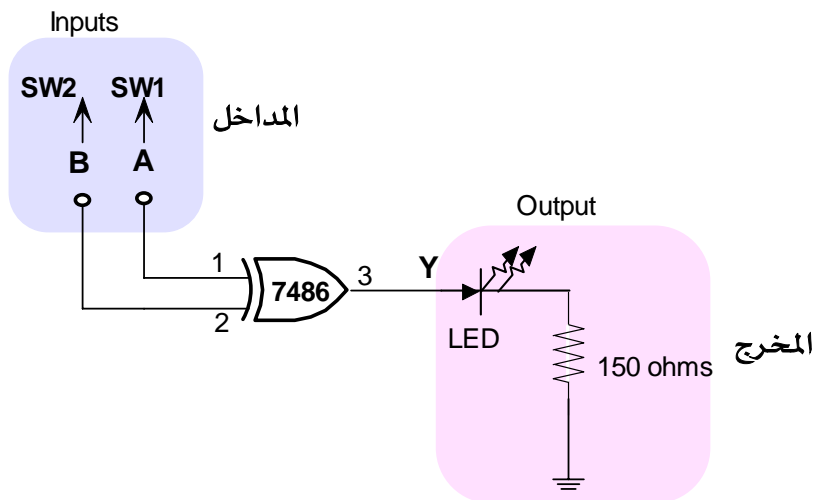 Inputs
SW2 SW1
المداخل
B A
Output
1
7486
3
Y
2
LED
150 ohms
المخرج